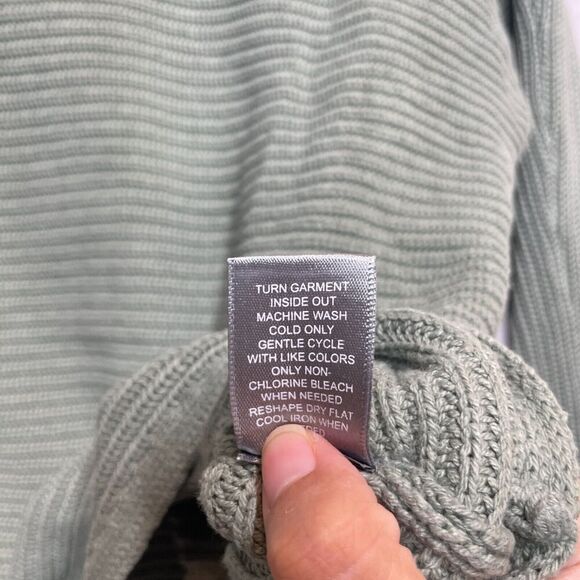 TURN GARMENT
INSIDE OUT
MACHINE WASH
COLD ONLY
GENTLE CYCLE
WITH LIKE COLORS
ONLY NON-
CHLORINE BLEACH
WHEN NEEDED
RESHAPE DRY FLAT
COOL IRON WHEN